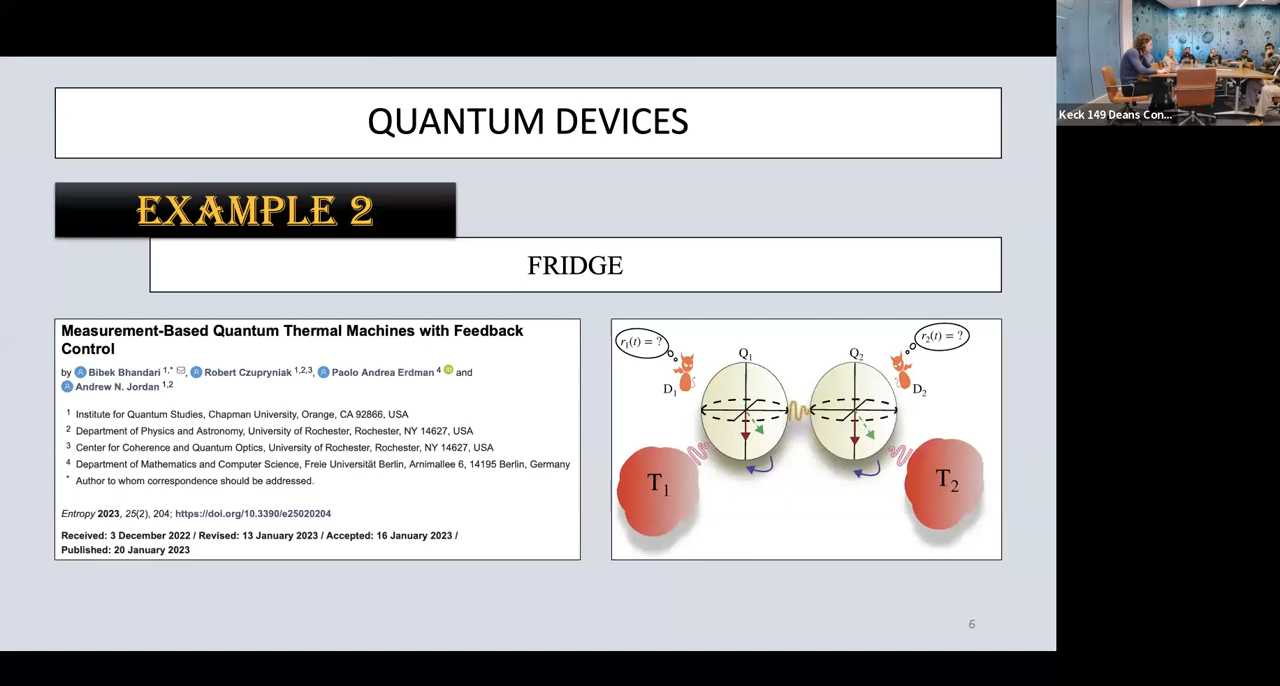 QUANTUM DEVICES
EXAMPLE 2
FRIDGE
Measurement-Based Quantum Thermal Machines with Feedback
Control
by Bibek Bhandari 1,* , Robert Czupryniak 1,2,3, Paolo Andrea Erdman 4 and
Andrew N. Jordan 1,2
1 Institute for Quantum Studies, Chapman University, Orange, CA 92866, USA
2 Department of Physics and Astronomy, University of Rochester, Rochester, NY 14627, USA
3 Center for Coherence and Quantum Optics, University of Rochester, Rochester, NY 14627, USA
4 Department of Mathematics and Computer Science, Freie Universität Berlin, Arnimallee 6, 14195 Berlin, Germany
* Author to whom correspondence should be addressed.
Entropy 2023, 25(2), 204; https://doi.org/10.3390/e25020204
Received: 3 December 2022 / Revised: 13 January 2023 / Accepted: 16 January 2023 /
Published: 20 January 2023
r₁(t) = ?
r₂(t) = ?
Q₁
Q₂
D₁
D₂
T₁
T₂
6
Keck 149 Deans Con...